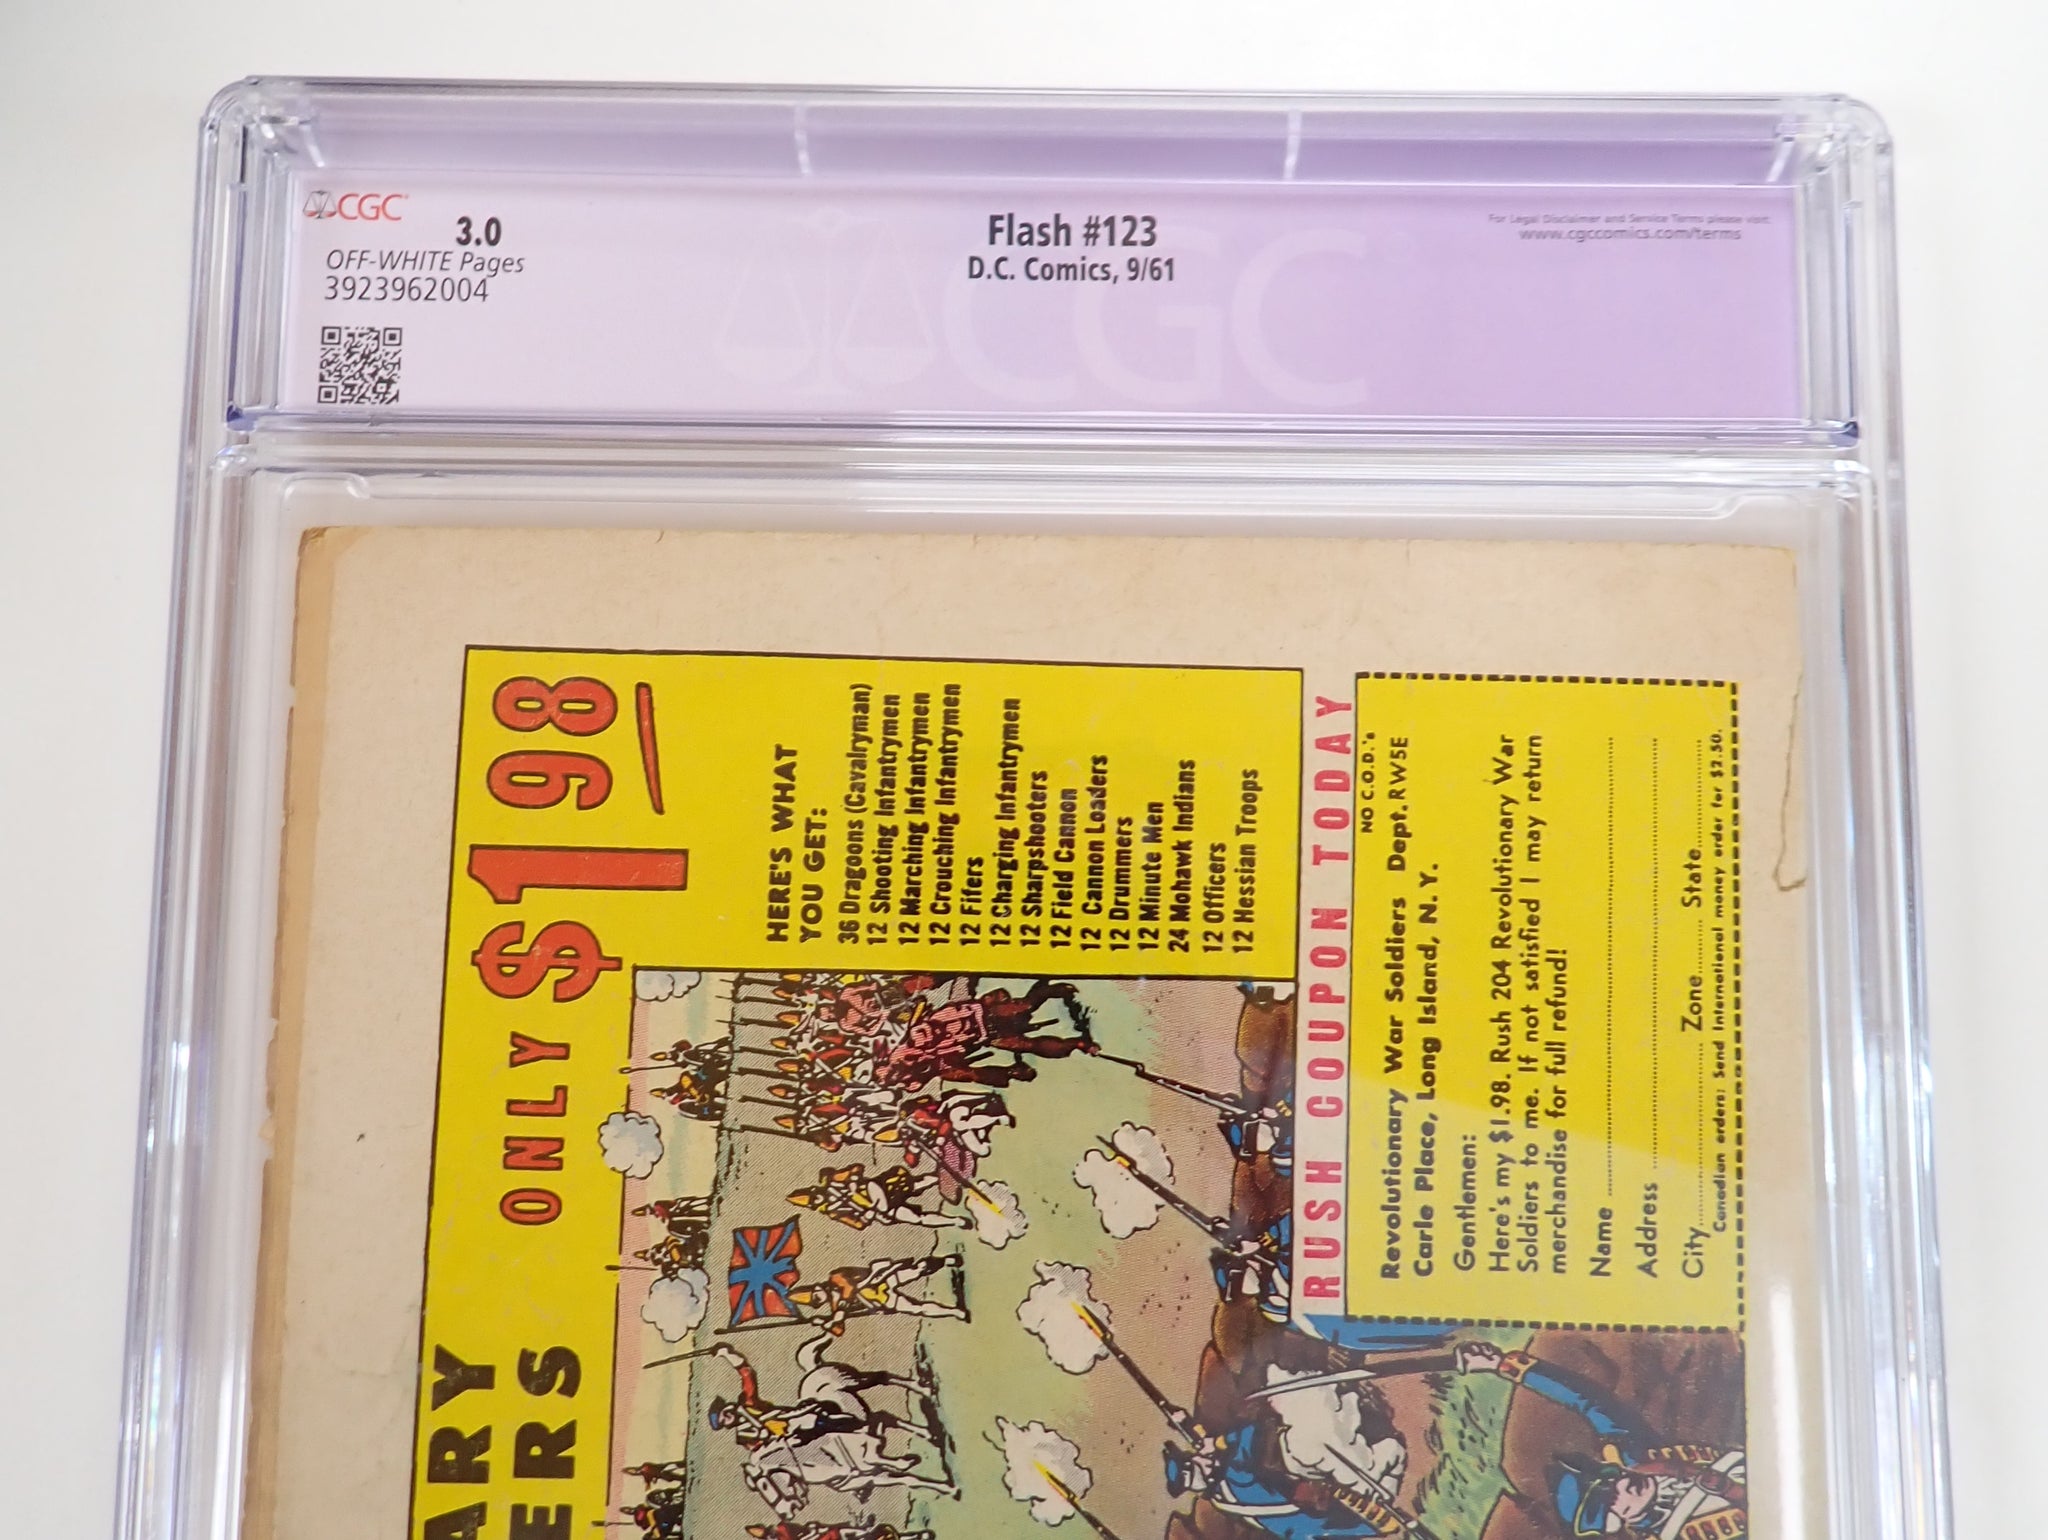 CGC
3.0
OFF-WHITE Pages
3923962004
Flash #123
D.C. Comics, 9/61
For Legal Disclaimer and Service Terms please visit:
www.cgccomics.com/terms
CGC
ARY
ERS
ONLY $1 98
HERE'S WHAT
YOU GET:
36 Dragoons (Cavalryman)
12 Shooting Infantrymen
12 Marching Infantrymen
12 Crouching Infantrymen
12 Fifers
12 Charging Infantrymen
12 Sharpshooters
12 Field Cannon
12 Cannon Loaders
12 Drummers
12 Minute Men
24 Mohawk Indians
12 Officers
12 Hessian Troops
RUSH COUPON TODAY
NO C.O.D.'s
Revolutionary War Soldiers Dept. RW5E
Carle Place, Long Island, N. Y.
Gentlemen:
Here's my $1.98. Rush 204 Revolutionary War
Soldiers to me. If not satisfied I may return
merchandise for full refund!
Name
Address
City Zone State
Canadian orders: Send International money order for $2.50.